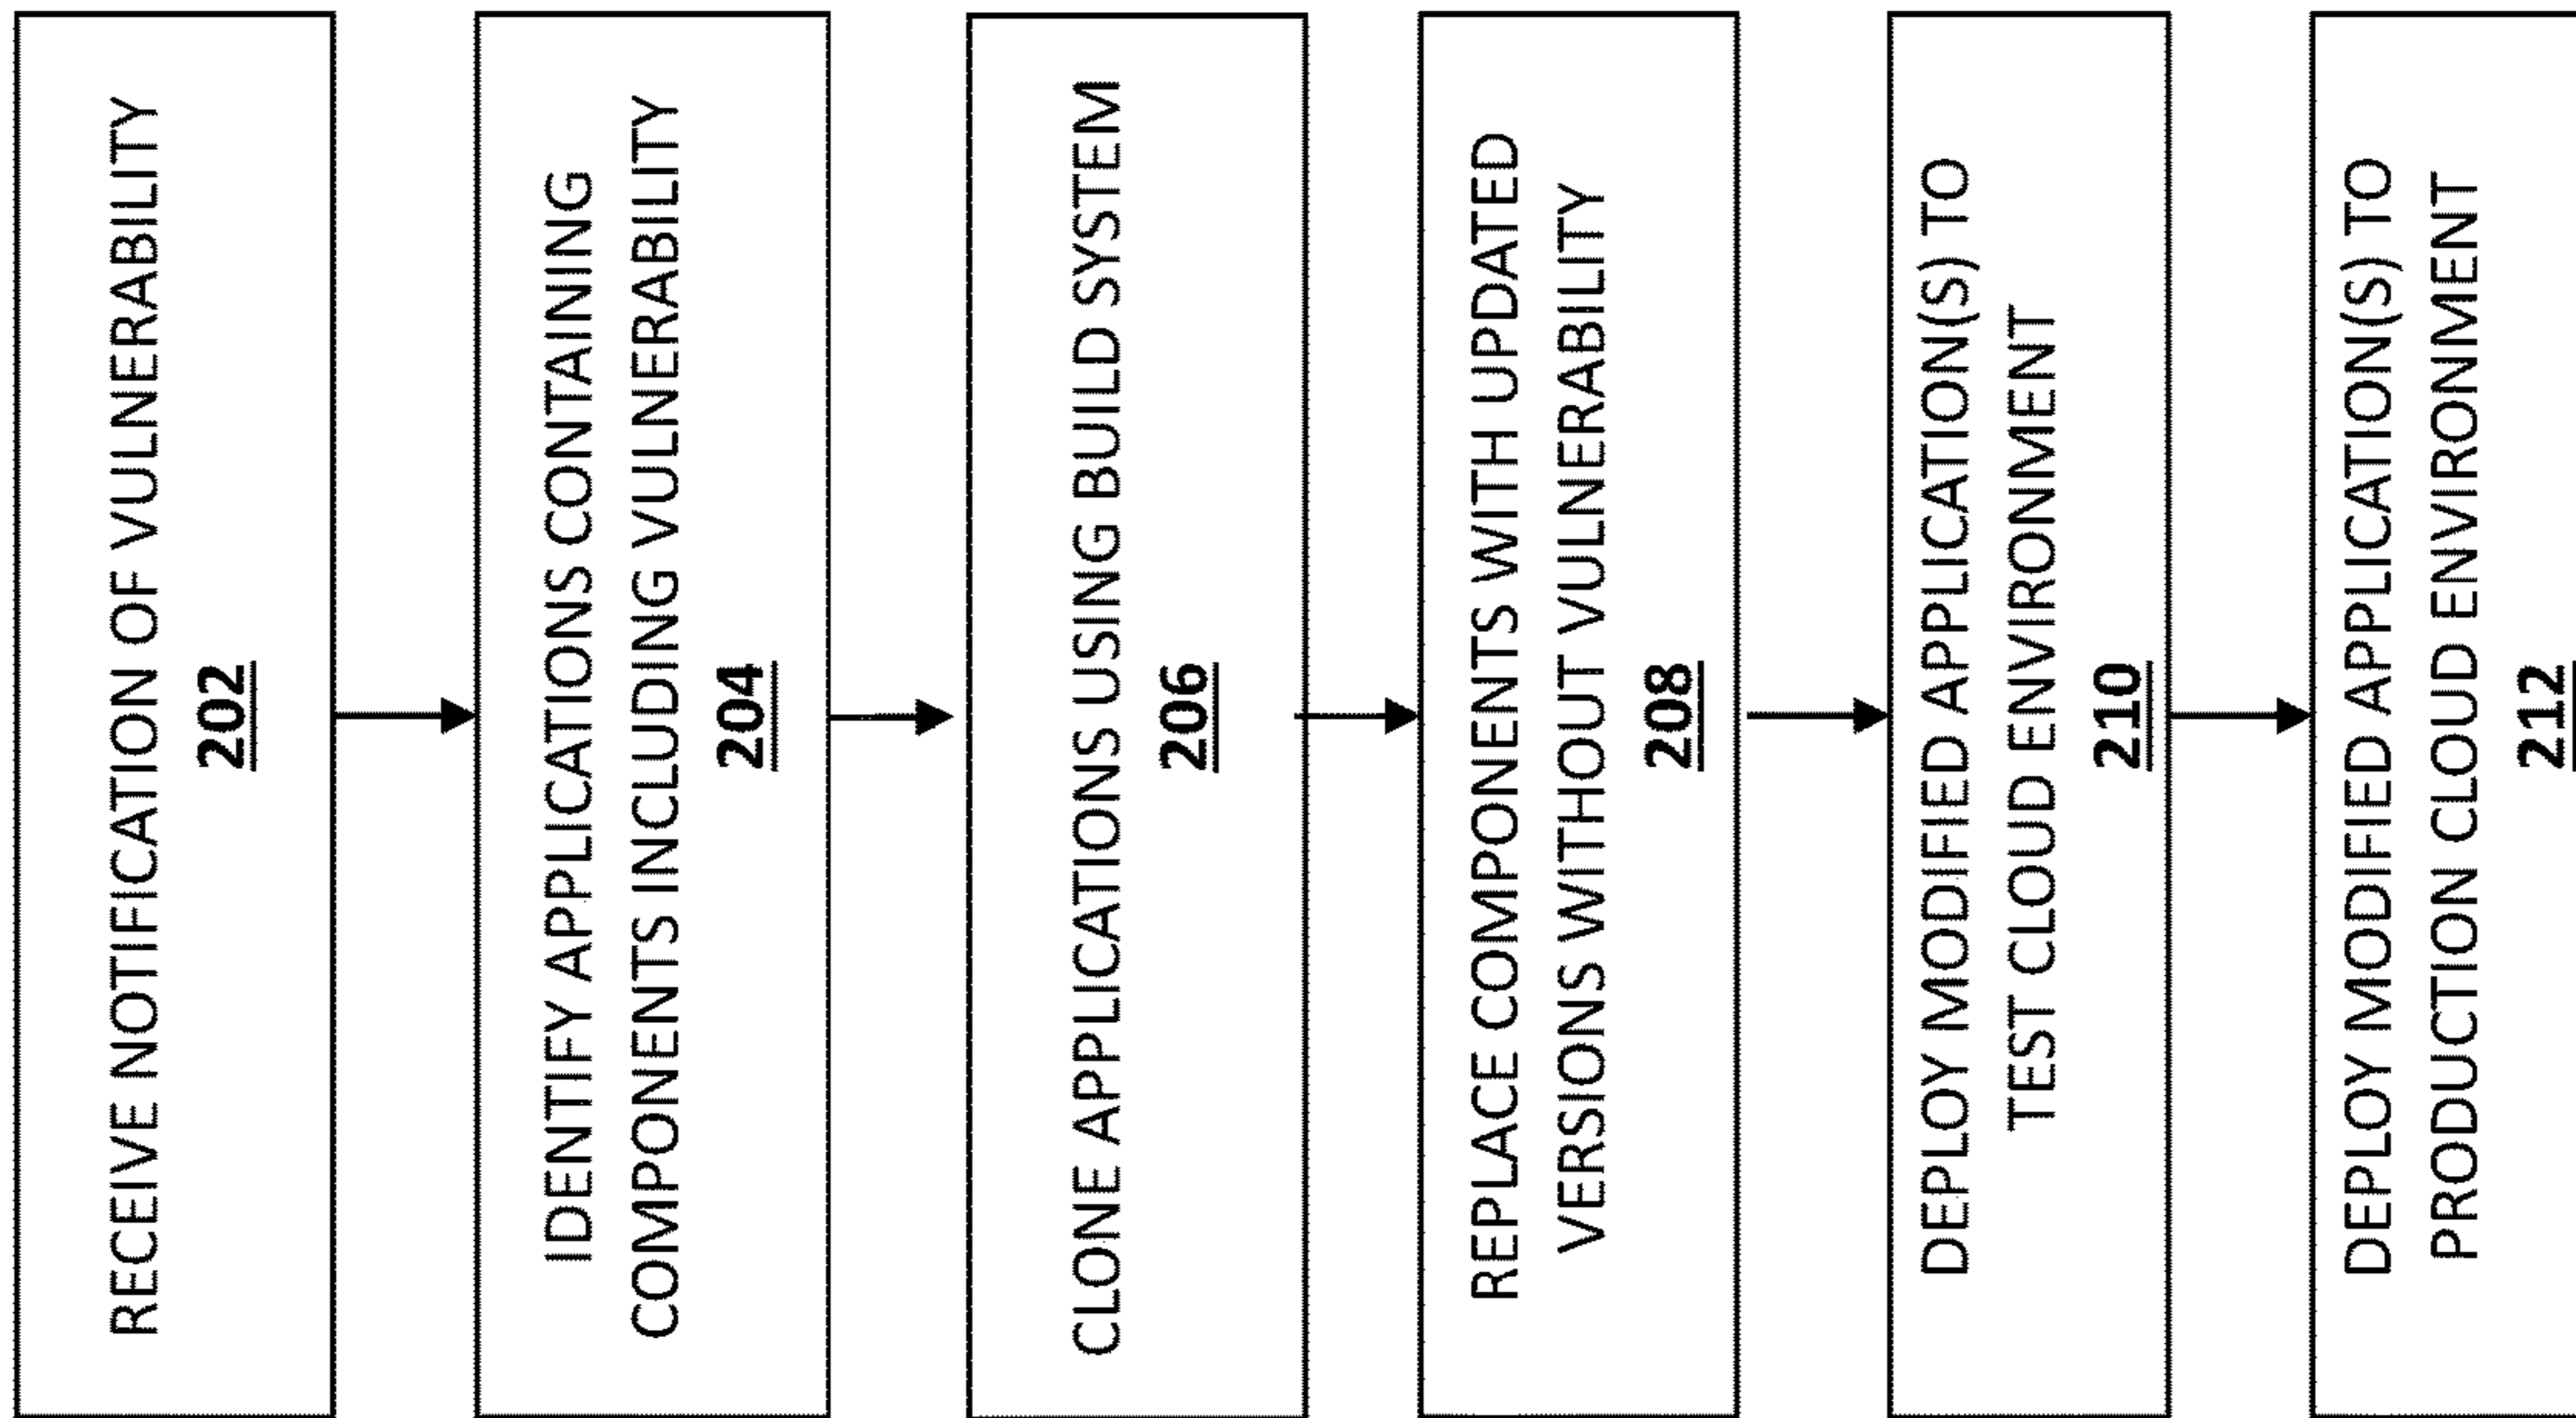 RECEIVE NOTIFICATION OF VULNERABILITY
202
IDENTIFY APPLICATIONS CONTAINING
COMPONENTS INCLUDING VULNERABILITY
204
CLONE APPLICATIONS USING BUILD SYSTEM
206
REPLACE COMPONENTS WITH UPDATED
VERSIONS WITHOUT VULNERABILITY
208
DEPLOY MODIFIED APPLICATION(S) TO
TEST CLOUD ENVIRONMENT
210
DEPLOY MODIFIED APPLICATION(S) TO
PRODUCTION CLOUD ENVIRONMENT
212